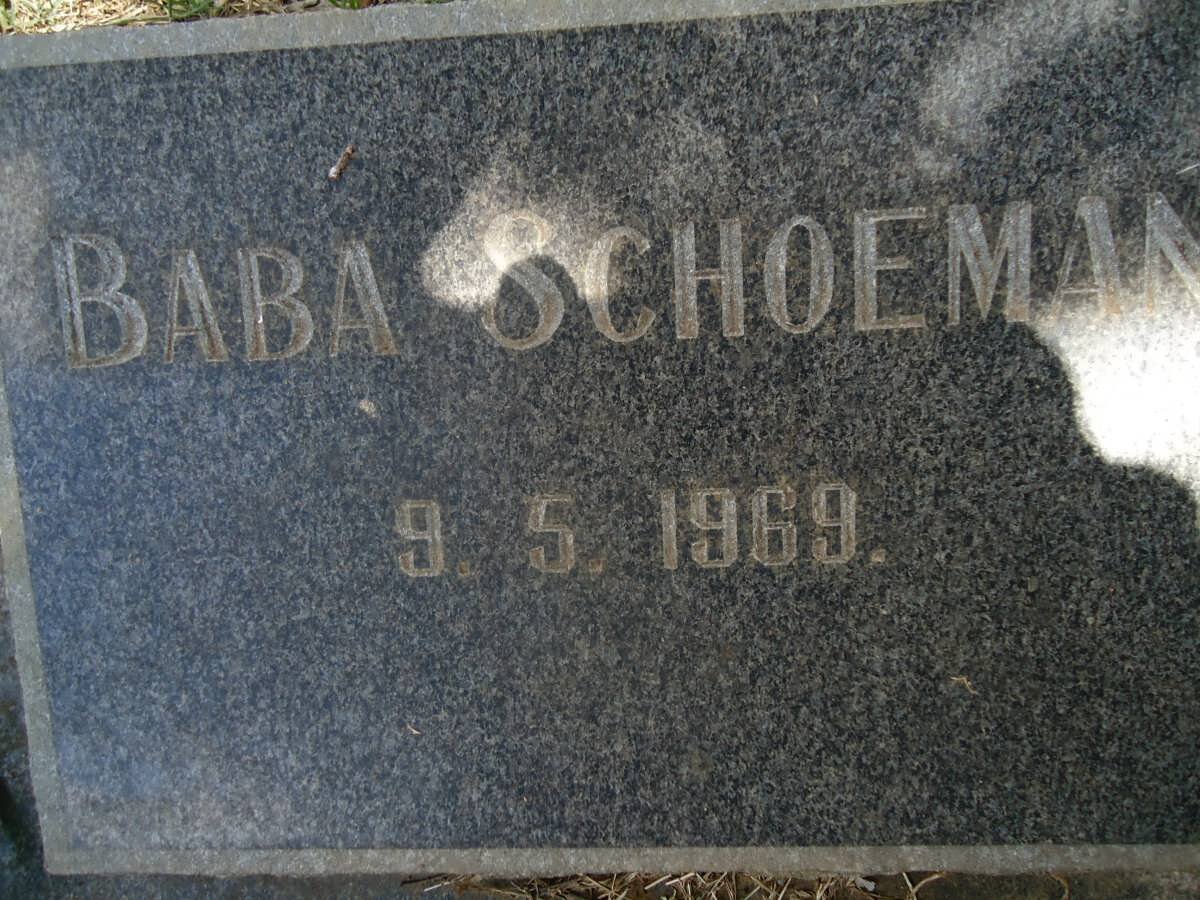 BABA SCHOEMAN
9. 5. 1969.